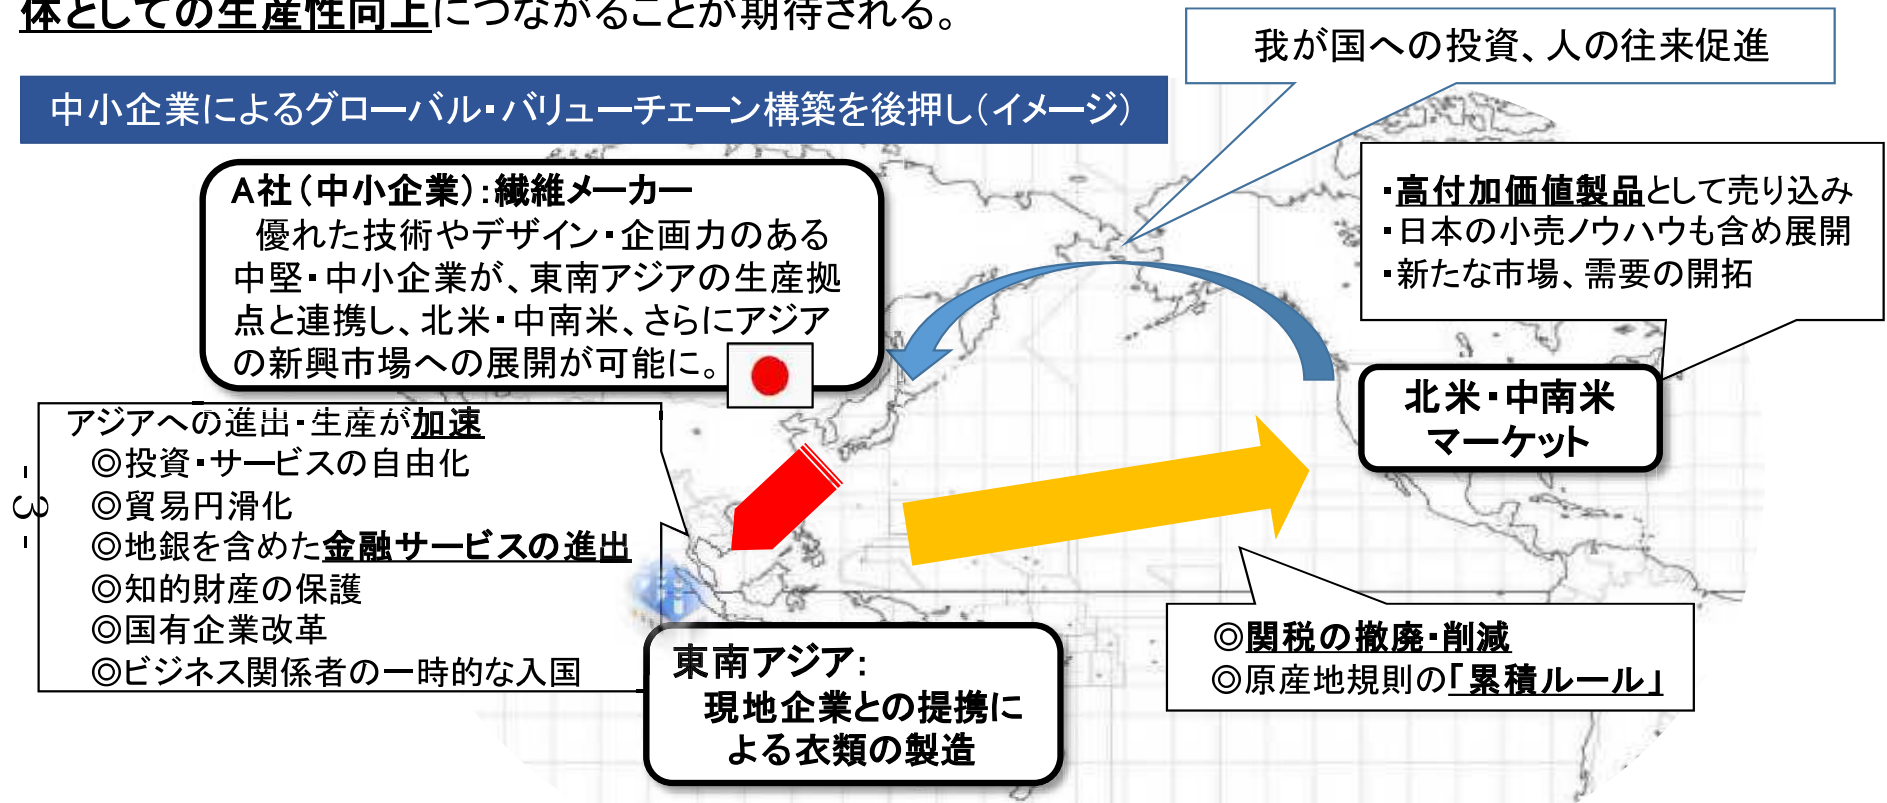 体としての生産性向上につながることが期待される。
我が国への投資、人の往来促進
中小企業によるグローバル・バリューチェーン構築を後押し(イメージ)
A社(中小企業):繊維メーカー
優れた技術やデザイン・企画力のある
中堅・中小企業が、東南アジアの生産拠
点と連携し、北米・中南米、さらにアジア
の新興市場への展開が可能に。
・高付加価値製品として売り込み
・日本の小売ノウハウも含め展開
・新たな市場、需要の開拓
北米・中南米
マーケット
アジアへの進出・生産が加速
◎投資・サービスの自由化
◎貿易円滑化
◎地銀を含めた金融サービスの進出
◎知的財産の保護
◎国有企業改革
◎ビジネス関係者の一時的な入国
東南アジア:
現地企業との提携に
よる衣類の製造
◎関税の撤廃・削減
◎原産地規則の「累積ルール」
- 3 -